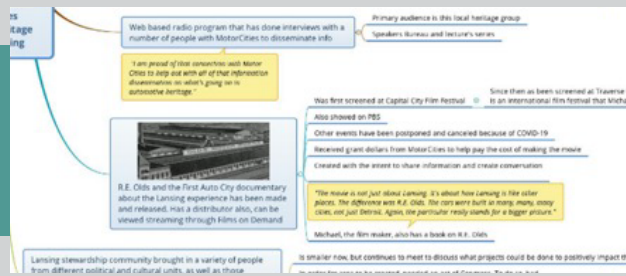 es
itage
ing
Web based radio program that has done interviews with a
number of people with MotorCities to disseminate info
"I am proud of that connection with Motor
Cities to help out with all of that information
dissemination on what's going on in
automotive heritage."
Primary audience is this local heritage group
Speakers Bureau and lecture's series
Was first screened at Capital City Film Festival
Since then as been screened at Traverse
is an international film festival that Micha
Also showed on PBS
Other events have been postponed and canceled because of COVID-19
Received grant dollars from MotorCities to help pay the cost of making the movie
Created with the intent to share information and create conversation
R.E. Olds and the First Auto City documentary
about the Lansing experience has been made
and released. Has a distributor also, can be
viewed streaming through Films on Demand
"The movie is not just about Lansing. It's about how Lansing is like other
places. The difference was R.E. Olds. The cars were built so many, many, many
cities, not just Detroit. Again, the particular really stands for a bigger picture."
Michael, the film maker, also has a book on R.E. Olds
Lansing stewardship community brought in a variety of people
from different political and cultural units, as well as those
Is smaller now, but continues to meet to discuss what projects could be done to positively impact th